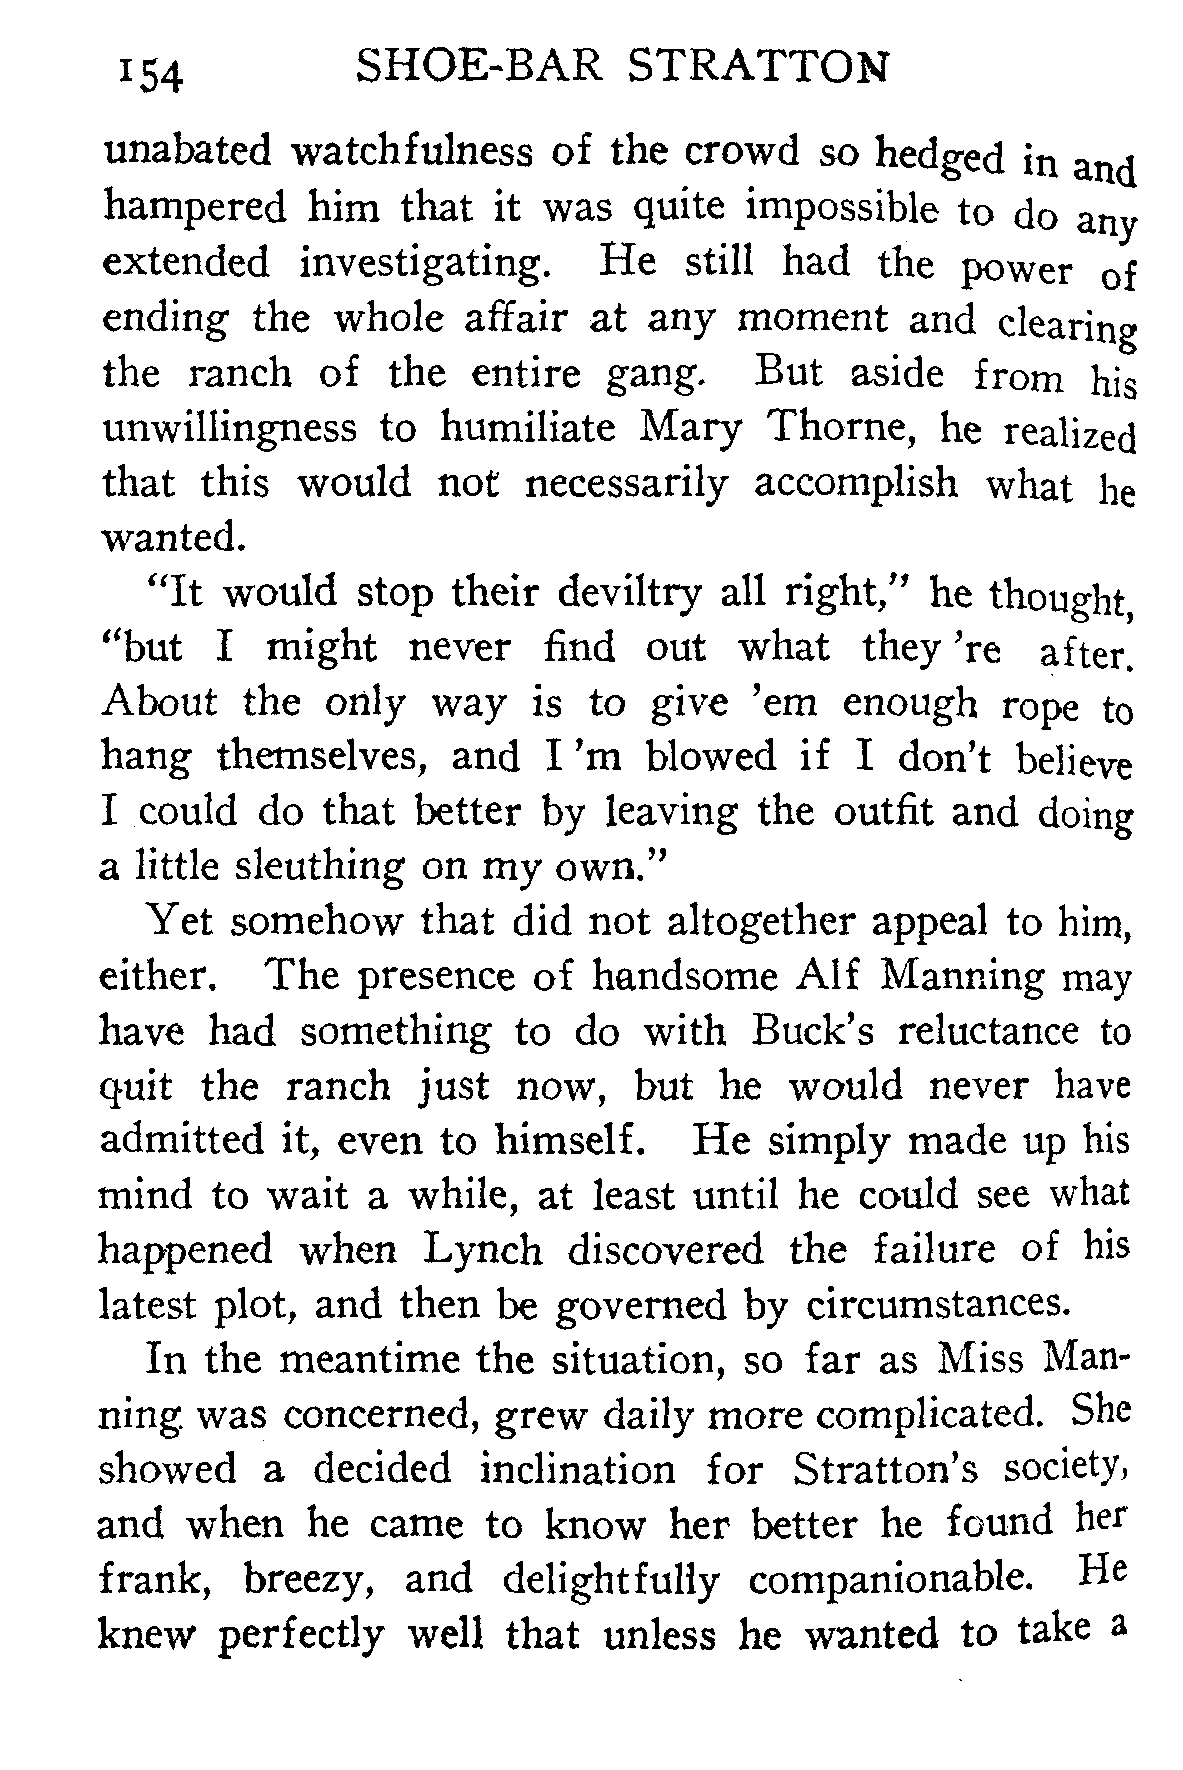 154 SHOE-BAR STRATTON
unabated watchfulness of the crowd so hedged in and
hampered him that it was quite impossible to do any
extended investigating. He still had the power of
ending the whole affair at any moment and clearing
the ranch of the entire gang. But aside from his
unwillingness to humiliate Mary Thorne, he realized
that this would not necessarily accomplish what he
wanted.
“It would stop their deviltry all right,” he thought,
“but I might never find out what they ’re after.
About the only way is to give ’em enough rope to
hang themselves, and I ’m blowed if I don’t believe
I could do that better by leaving the outfit and doing
a little sleuthing on my own.”
Yet somehow that did not altogether appeal to him,
either. The presence of handsome Alf Manning may
have had something to do with Buck’s reluctance to
quit the ranch just now, but he would never have
admitted it, even to himself. He simply made up his
mind to wait a while, at least until he could see what
happened when Lynch discovered the failure of his
latest plot, and then be governed by circumstances.
In the meantime the situation, so far as Miss Man-
ning was concerned, grew daily more complicated. She
showed a decided inclination for Stratton’s society,
and when he came to know her better he found her
frank, breezy, and delightfully companionable. He
knew perfectly well that unless he wanted to take a